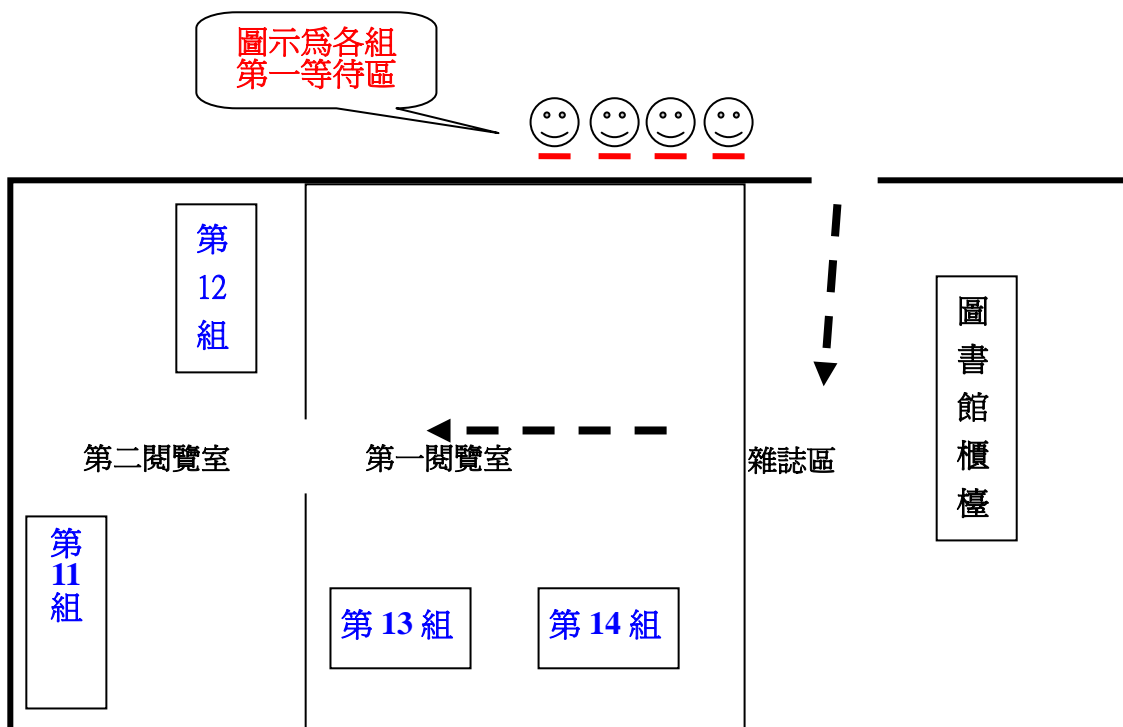 圖示為各組
第一等待區
第
12
組
圖
書
館
櫃
檯
第二閱覽室
第一閱覽室
雜誌區
第
11
組
第 13 組
第 14 組